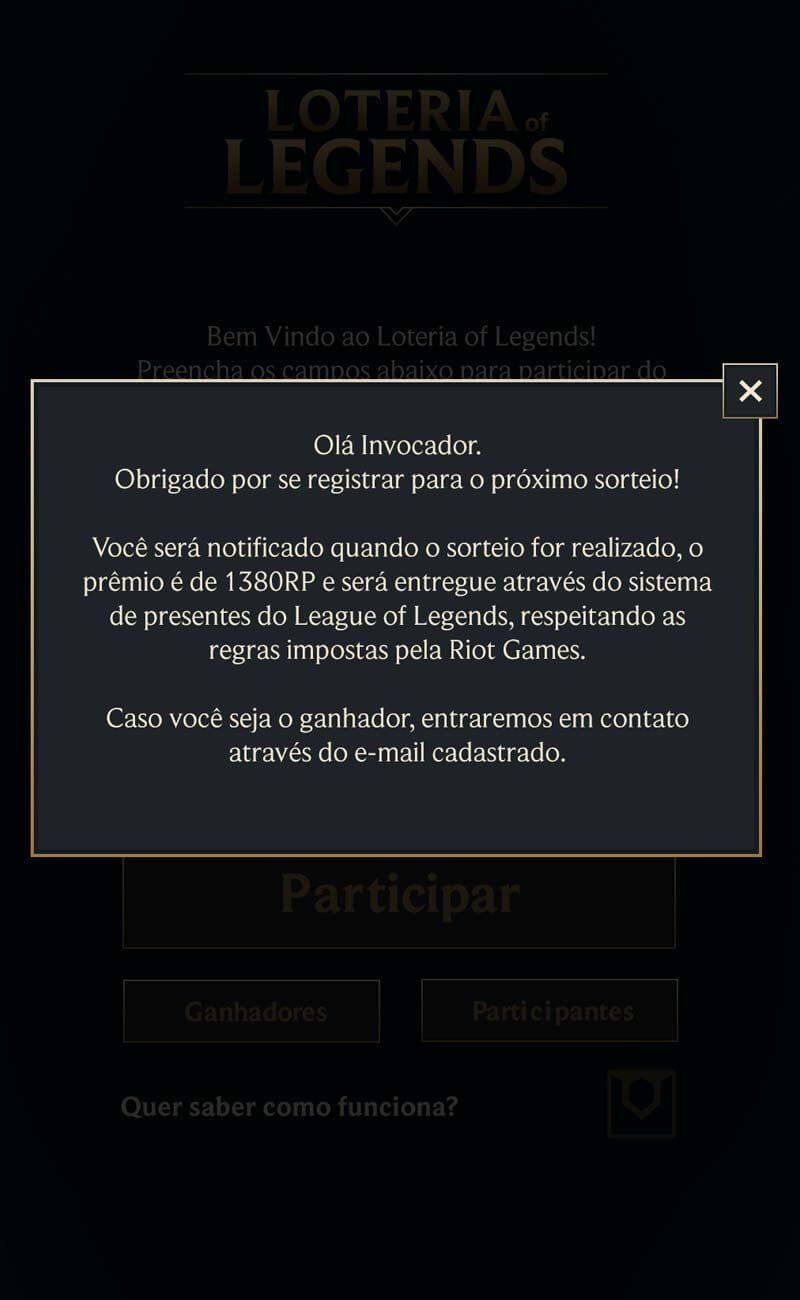 LOTERIA of
LEGENDS
Bem Vindo ao Loteria of Legends!
Preencha os campos abaixo para participar do
Olá Invocador.
Obrigado por se registrar para o próximo sorteio!
Você será notificado quando o sorteio for realizado, o
prêmio é de 1380RP e será entregue através do sistema
de presentes do League of Legends, respeitando as
regras impostas pela Riot Games.
Caso você seja o ganhador, entraremos em contato
através do e-mail cadastrado.
Participar
Ganhadores
Participantes
Quer saber como funciona?